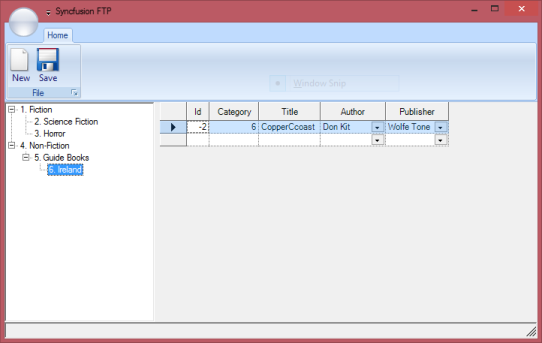 Syncfusion FTP
Home
New Save
File
Window Snip
1. Fiction
2. Science Fiction
3. Horror
4. Non-Fiction
5. Guide Books
6. Ireland
Id Category Title Author Publisher
-2 6 CopperCcoast Don Kit Wolfe Tone